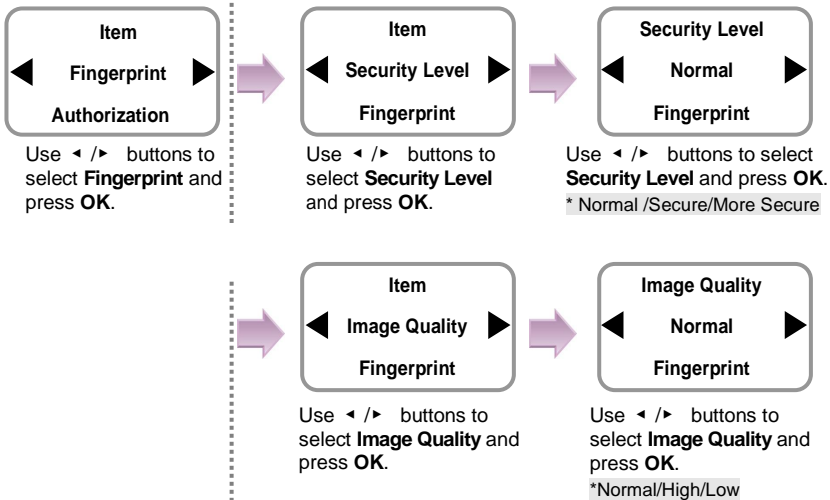 Item
Fingerprint
Authorization
Use ◄ /► buttons to
select Fingerprint and
press OK.
Item
Security Level
Fingerprint
Use ◄ /► buttons to
select Security Level
and press OK.
Security Level
Normal
Fingerprint
Use ◄ /► buttons to select
Security Level and press OK.
* Normal /Secure/More Secure
Item
Image Quality
Fingerprint
Use ◄ /► buttons to
select Image Quality and
press OK.
Image Quality
Normal
Fingerprint
Use ◄ /► buttons to
select Image Quality and
press OK.
*Normal/High/Low